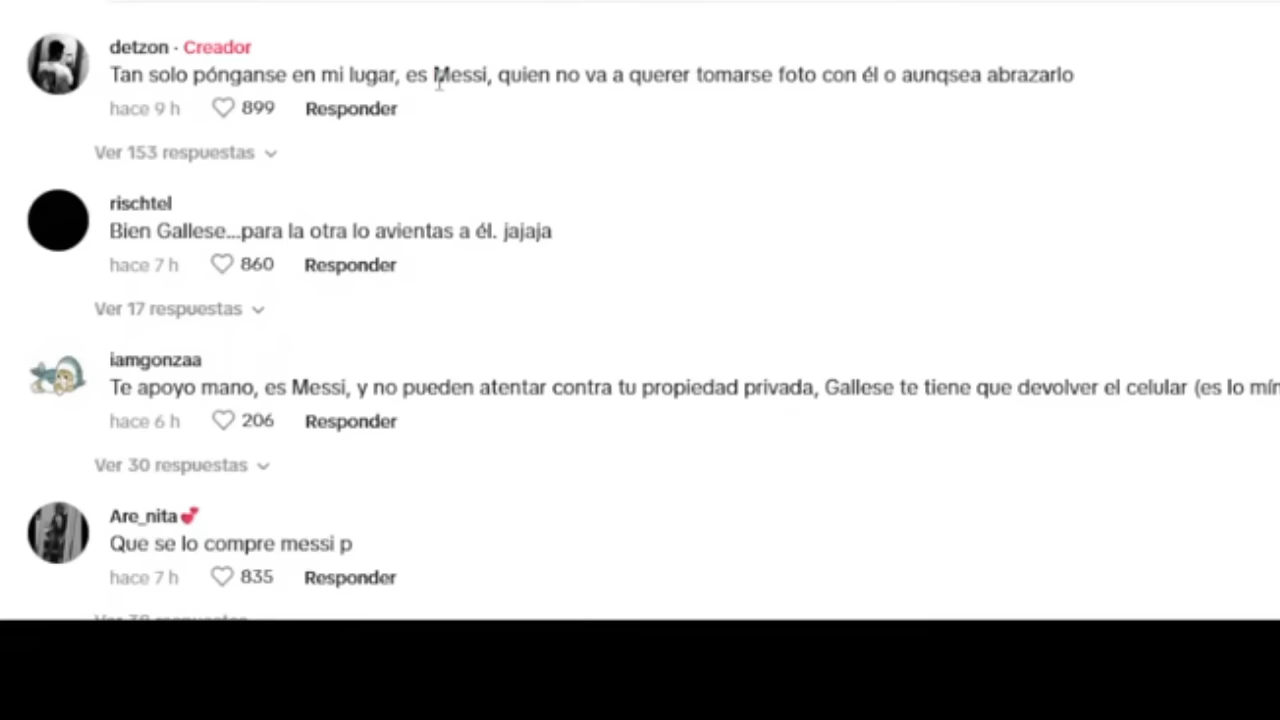 detzon · Creador
Tan solo pónganse en mi lugar, es Messi, quien no va a querer tomarse foto con él o aunqsea abrazarlo
hace 9 h 899 Responder
Ver 153 respuestas
rischtel
Bien Gallese...para la otra lo avientas a él. jajaja
hace 7 h 860 Responder
Ver 17 respuestas
iamgonzaa
Te apoyo mano, es Messi, y no pueden atentar contra tu propiedad privada, Gallese te tiene que devolver el celular (es lo
hace 6 h 206 Responder
Ver 30 respuestas
Are_nita💕
Que se lo compre messi p
hace 7 h 835 Responder